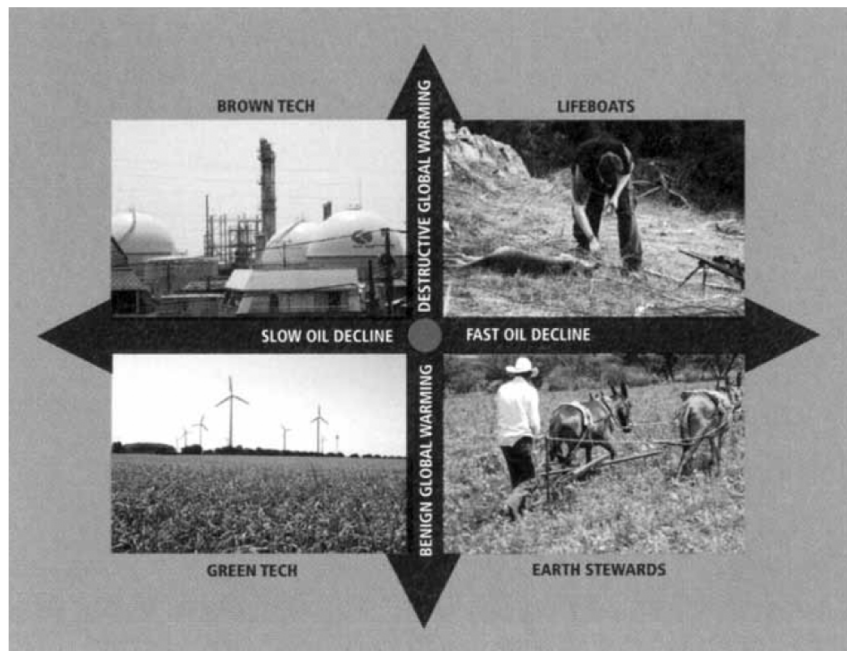 BROWN TECH
LIFEBOATS
DESTRUCTIVE GLOBAL WARMING
SLOW OIL DECLINE
FAST OIL DECLINE
BENIGN GLOBAL WARMING
GREEN TECH
EARTH STEWARDS